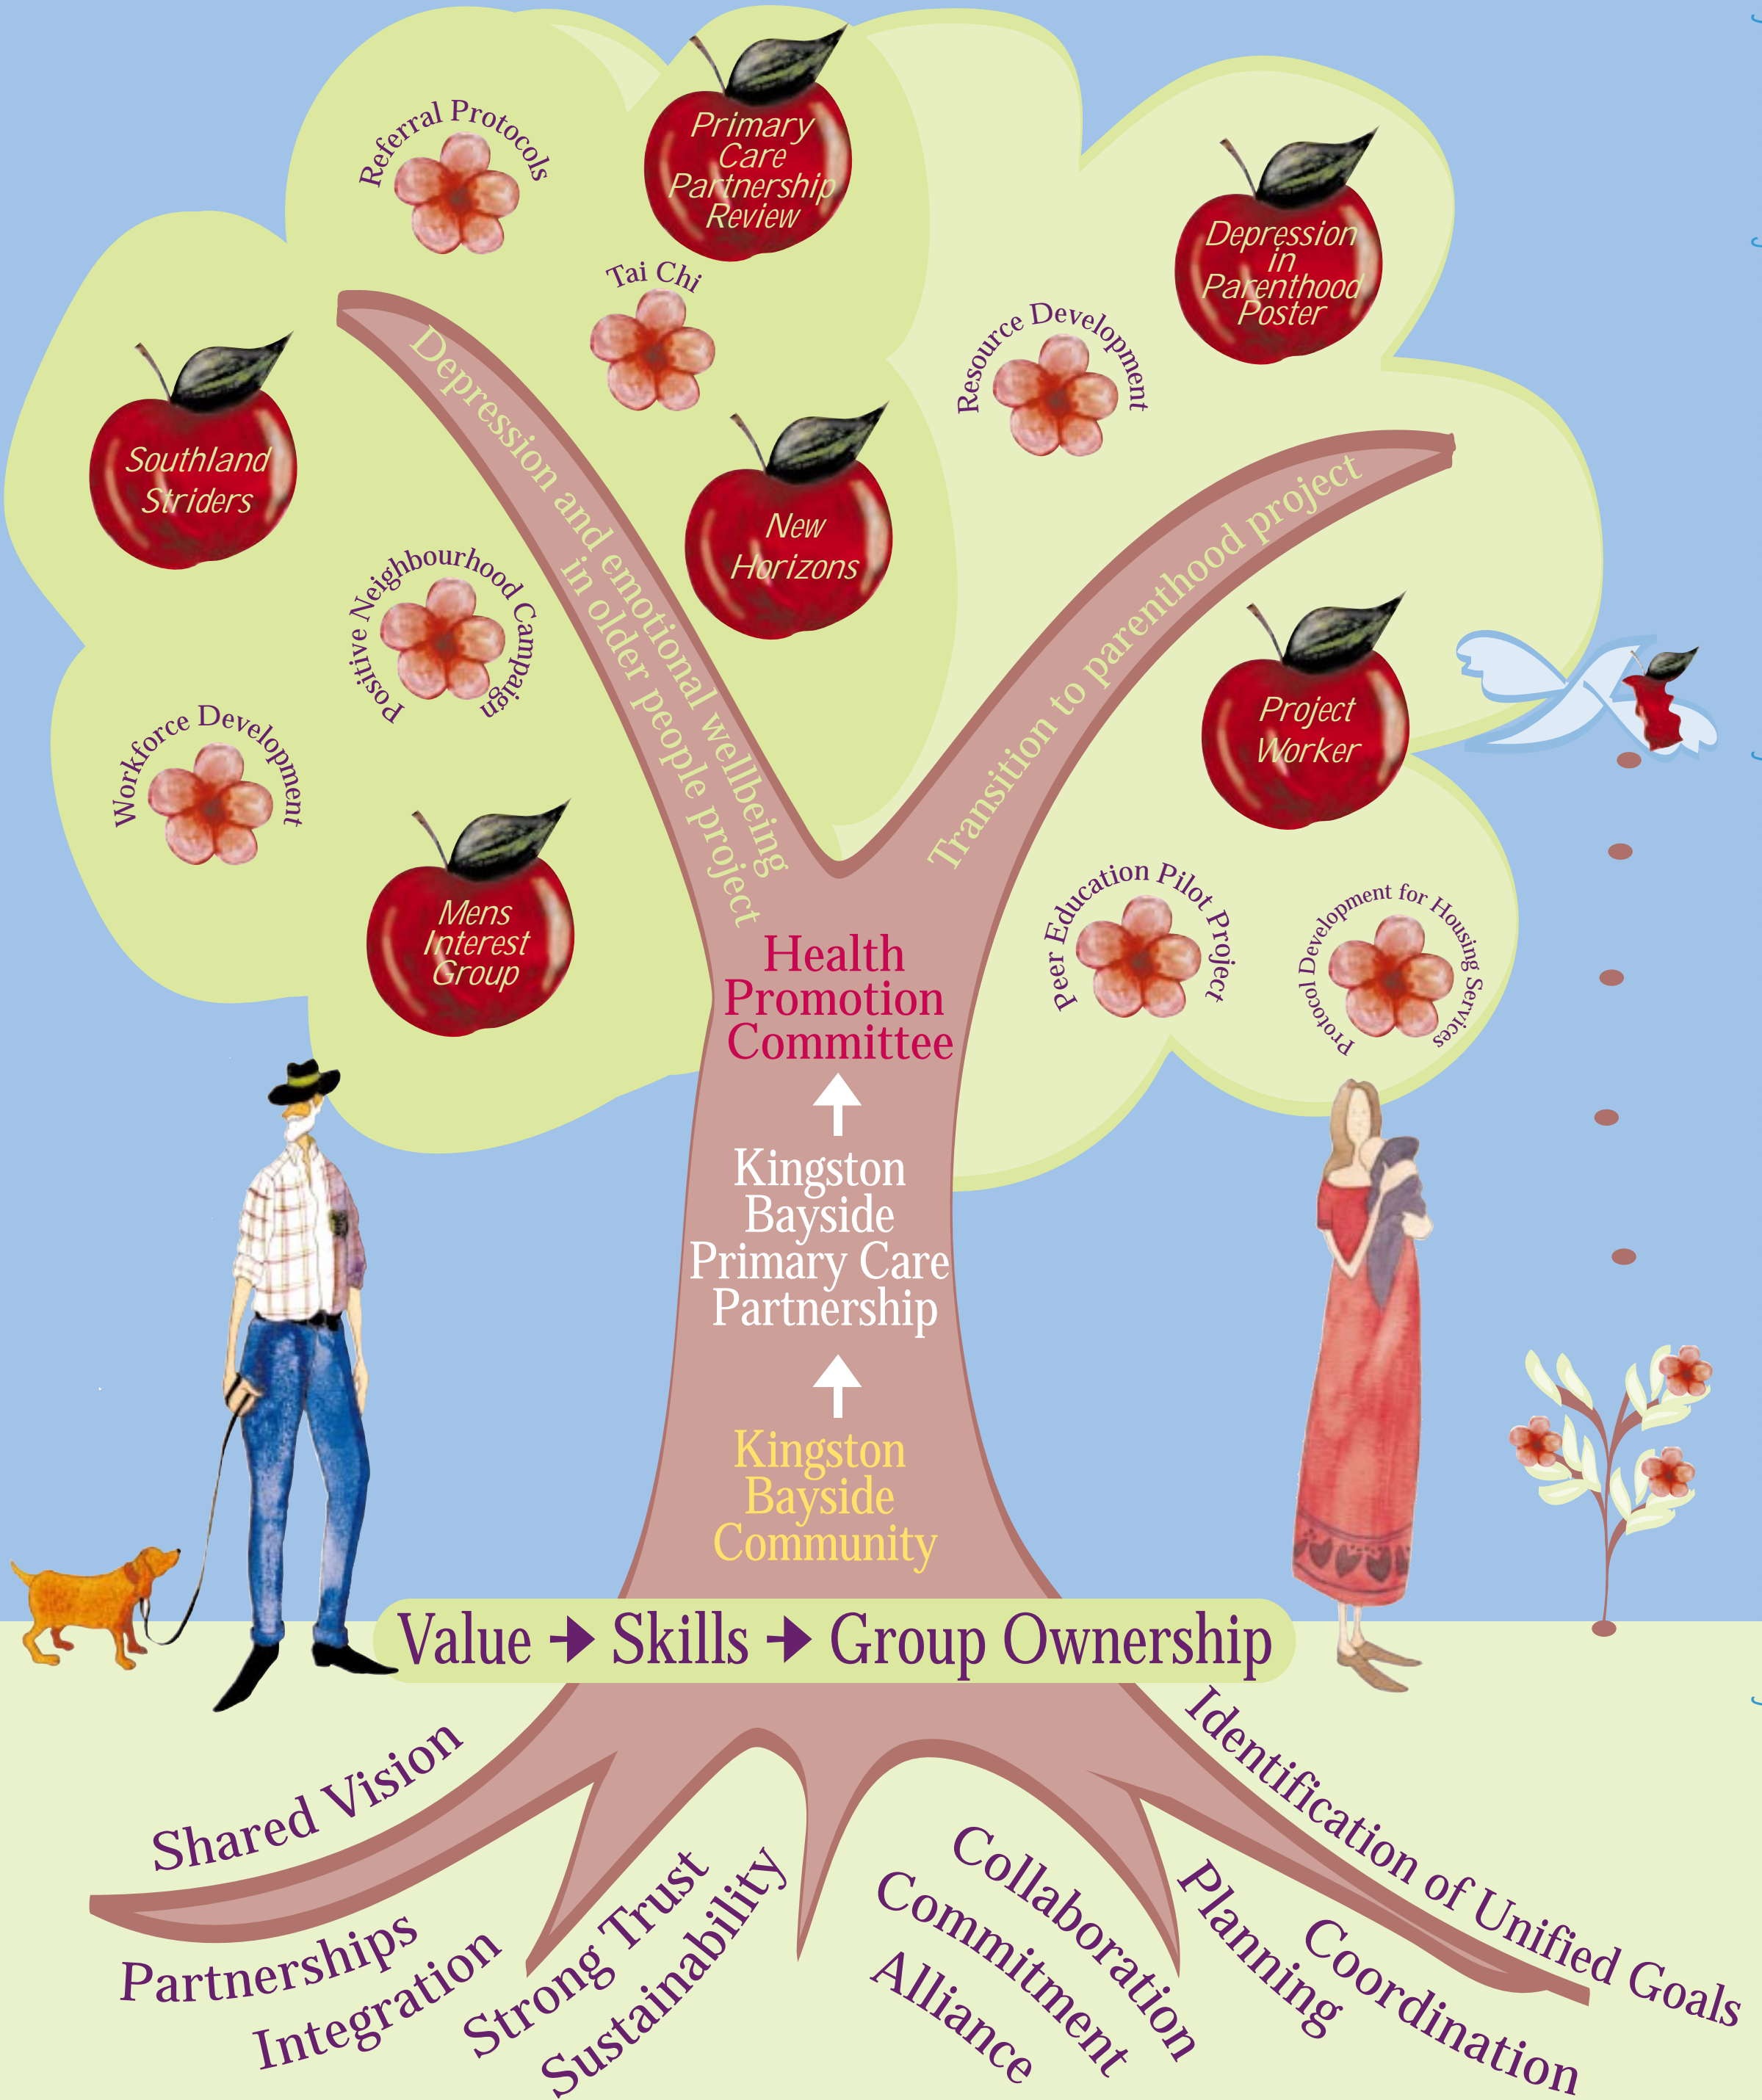 Referral Protocols
Primary
Care
Partnership
Review
Tai Chi
Depression
in
Parenthood
Poster
Resource Development
Southland
Striders
Depression and emotional wellbeing
in older people project
New
Horizons
Transition to parenthood project
Positive Neighbourhood Campaign
Workforce Development
Project
Worker
Mens
Interest
Group
Peer Education Pilot Project
Protocol Development for Housing Services
Health
Promotion
Committee
Kingston
Bayside
Primary Care
Partnership
Kingston
Bayside
Community
Value → Skills → Group Ownership
Shared Vision
Partnerships
Integration
Strong Trust
Sustainability
Collaboration
Commitment
Alliance
Identification of Unified Goals
Planning
Coordination